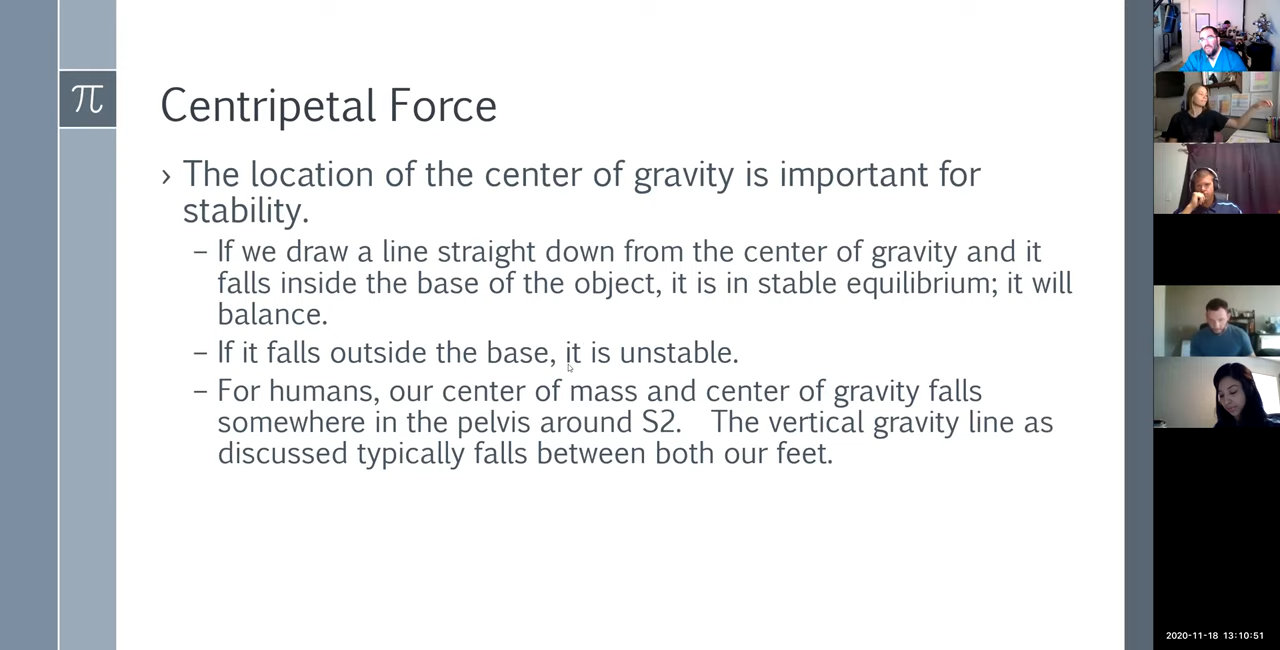 π
Centripetal Force
› The location of the center of gravity is important for
stability.
– If we draw a line straight down from the center of gravity and it
falls inside the base of the object, it is in stable equilibrium; it will
balance.
– If it falls outside the base, it is unstable.
– For humans, our center of mass and center of gravity falls
somewhere in the pelvis around S2. The vertical gravity line as
discussed typically falls between both our feet.
2020-11-18 13:10:51